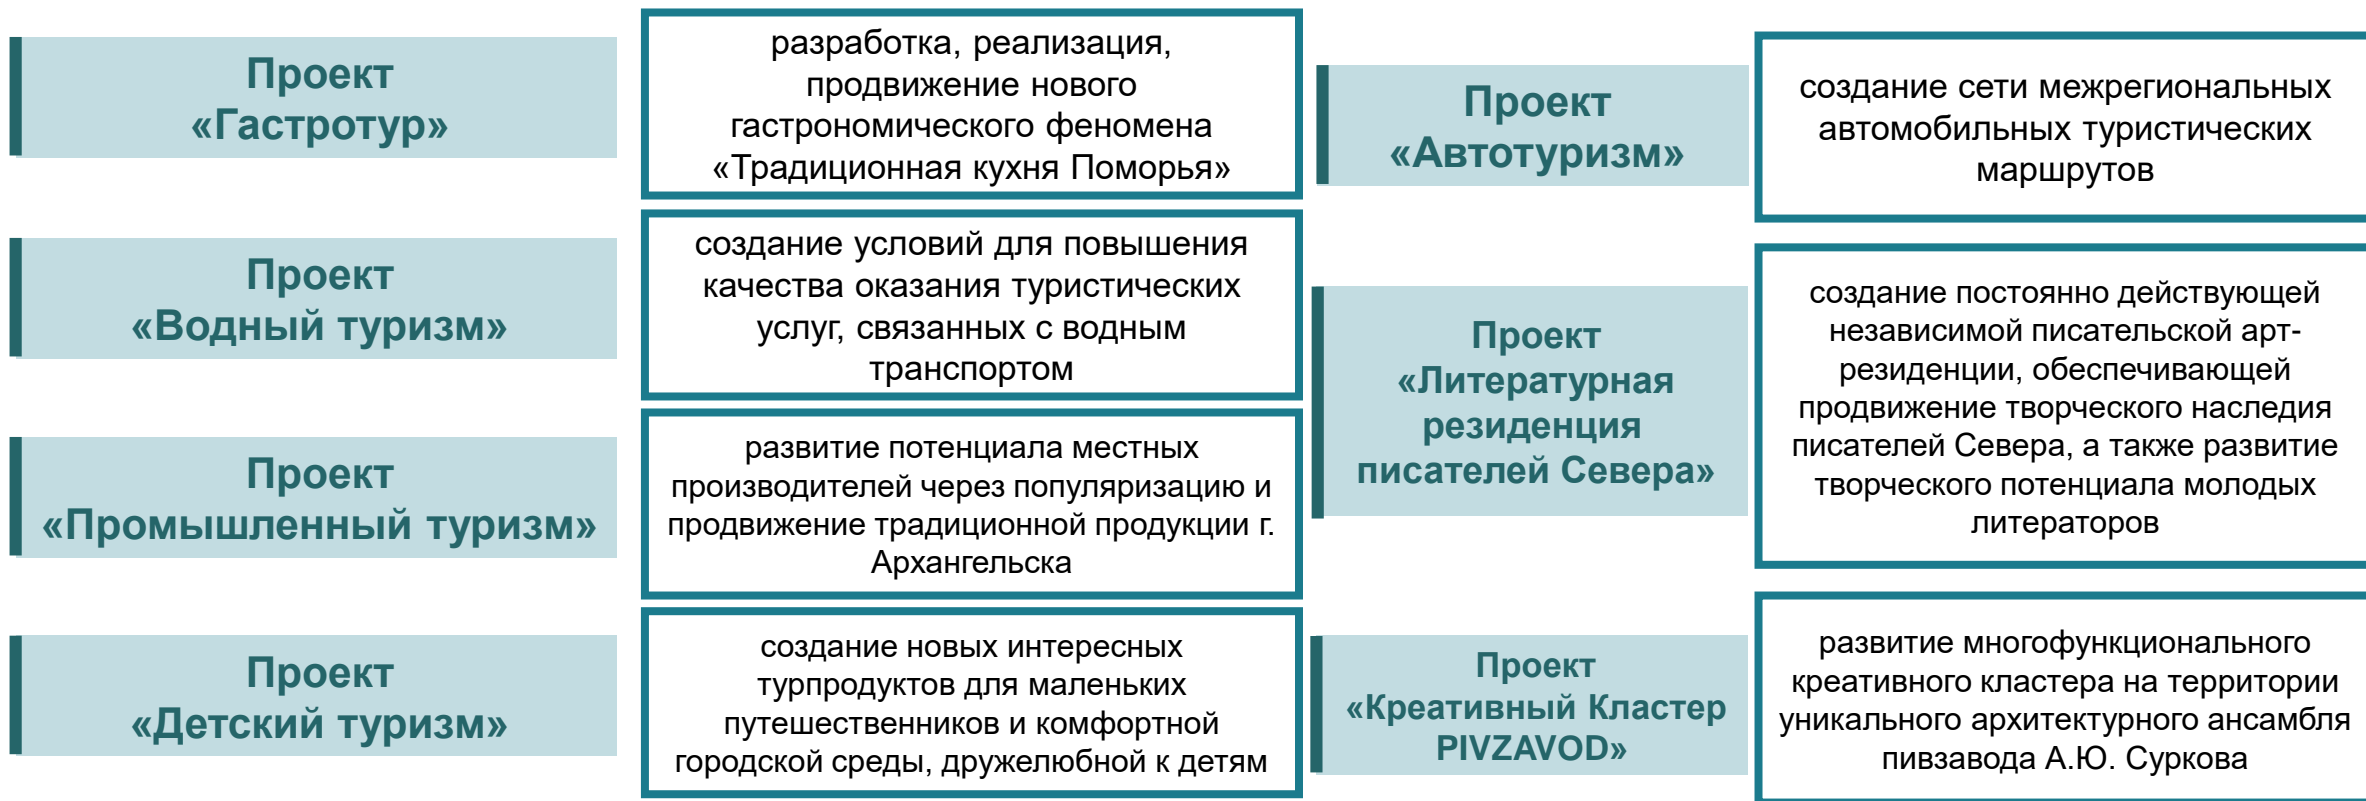 Проект
«Гастротур»
разработка, реализация,
продвижение нового
гастрономического феномена
«Традиционная кухня Поморья»
Проект
«Водный туризм»
создание условий для повышения
качества оказания туристических
услуг, связанных с водным
транспортом
Проект
«Промышленный туризм»
развитие потенциала местных
производителей через популяризацию и
продвижение традиционной продукции г.
Архангельска
Проект
«Детский туризм»
создание новых интересных
турпродуктов для маленьких
путешественников и комфортной
городской среды, дружелюбной к детям
Проект
«Автотуризм»
создание сети межрегиональных
автомобильных туристических
маршрутов
Проект
«Литературная
резиденция
писателей Севера»
создание постоянно действующей
независимой писательской арт-
резиденции, обеспечивающей
продвижение творческого наследия
писателей Севера, а также развитие
творческого потенциала молодых
литераторов
Проект
«Креативный Кластер
PIVZAVOD»
развитие многофункционального
креативного кластера на территории
уникального архитектурного ансамбля
пивзавода А.Ю. Суркова